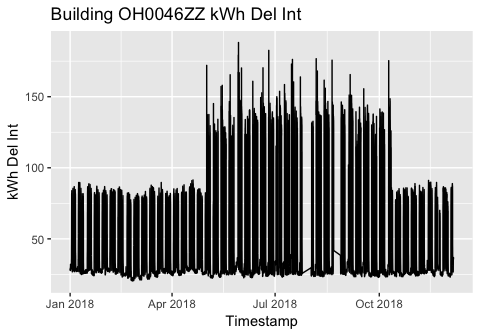 Building OH0046ZZ kWh Del Int
kWh Del Int
150
100
50
Jan 2018
Apr 2018
Jul 2018
Oct 2018
Timestamp